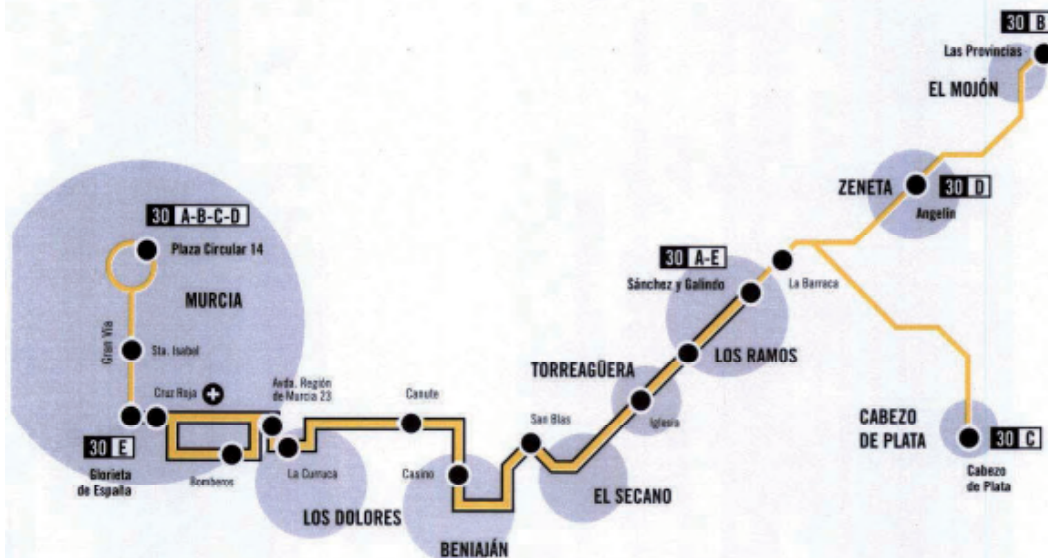 30 B
Las Provincias
EL MOJÓN
ZENETA
30 D
Angelín
30 A-B-C-D
Plaza Circular 14
MURCIA
Gran Vía
Sta. Isabel
30 A-E
Sánchez y Galindo
La Barraca
LOS RAMOS
TORREAGÜERA
Iglesia
Cruz Roja
Avda. Región
de Murcia 23
Canute
San Blas
CABEZO
DE PLATA
30 C
Cabezo
de Plata
30 E
Glorieta
de España
Bomberos
La Curruca
Casino
LOS DOLORES
EL SECANO
BENIAJÁN